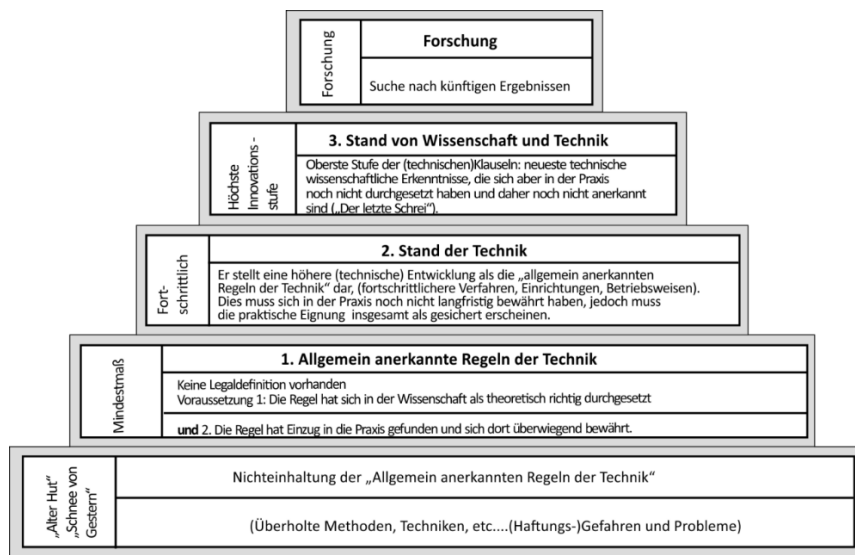 Forschung
Forschung
Suche nach künftigen Ergebnissen
Höchste
Innovations -
stufe
3. Stand von Wissenschaft und Technik
Oberste Stufe der (technischen)Klauseln: neueste technische
wissenschaftliche Erkenntnisse, die sich aber in der Praxis
noch nicht durchgesetzt haben und daher noch nicht anerkannt
sind („Der letzte Schrei“).
Fort-
schrittlich
2. Stand der Technik
Er stellt eine höhere (technische) Entwicklung als die „allgemein anerkannten
Regeln der Technik“ dar, (fortschrittlichere Verfahren, Einrichtungen, Betriebsweisen).
Dies muss sich in der Praxis noch nicht langfristig bewährt haben, jedoch muss
die praktische Eignung insgesamt als gesichert erscheinen.
Mindestmaß
1. Allgemein anerkannte Regeln der Technik
Keine Legaldefinition vorhanden
Voraussetzung 1: Die Regel hat sich in der Wissenschaft als theoretisch richtig durchgesetzt
und 2. Die Regel hat Einzug in die Praxis gefunden und sich dort überwiegend bewährt.
„Alter Hut“
„Schnee von
Gestern“
Nichteinhaltung der „Allgemein anerkannten Regeln der Technik“
(Überholte Methoden, Techniken, etc....(Haftungs-)Gefahren und Probleme)